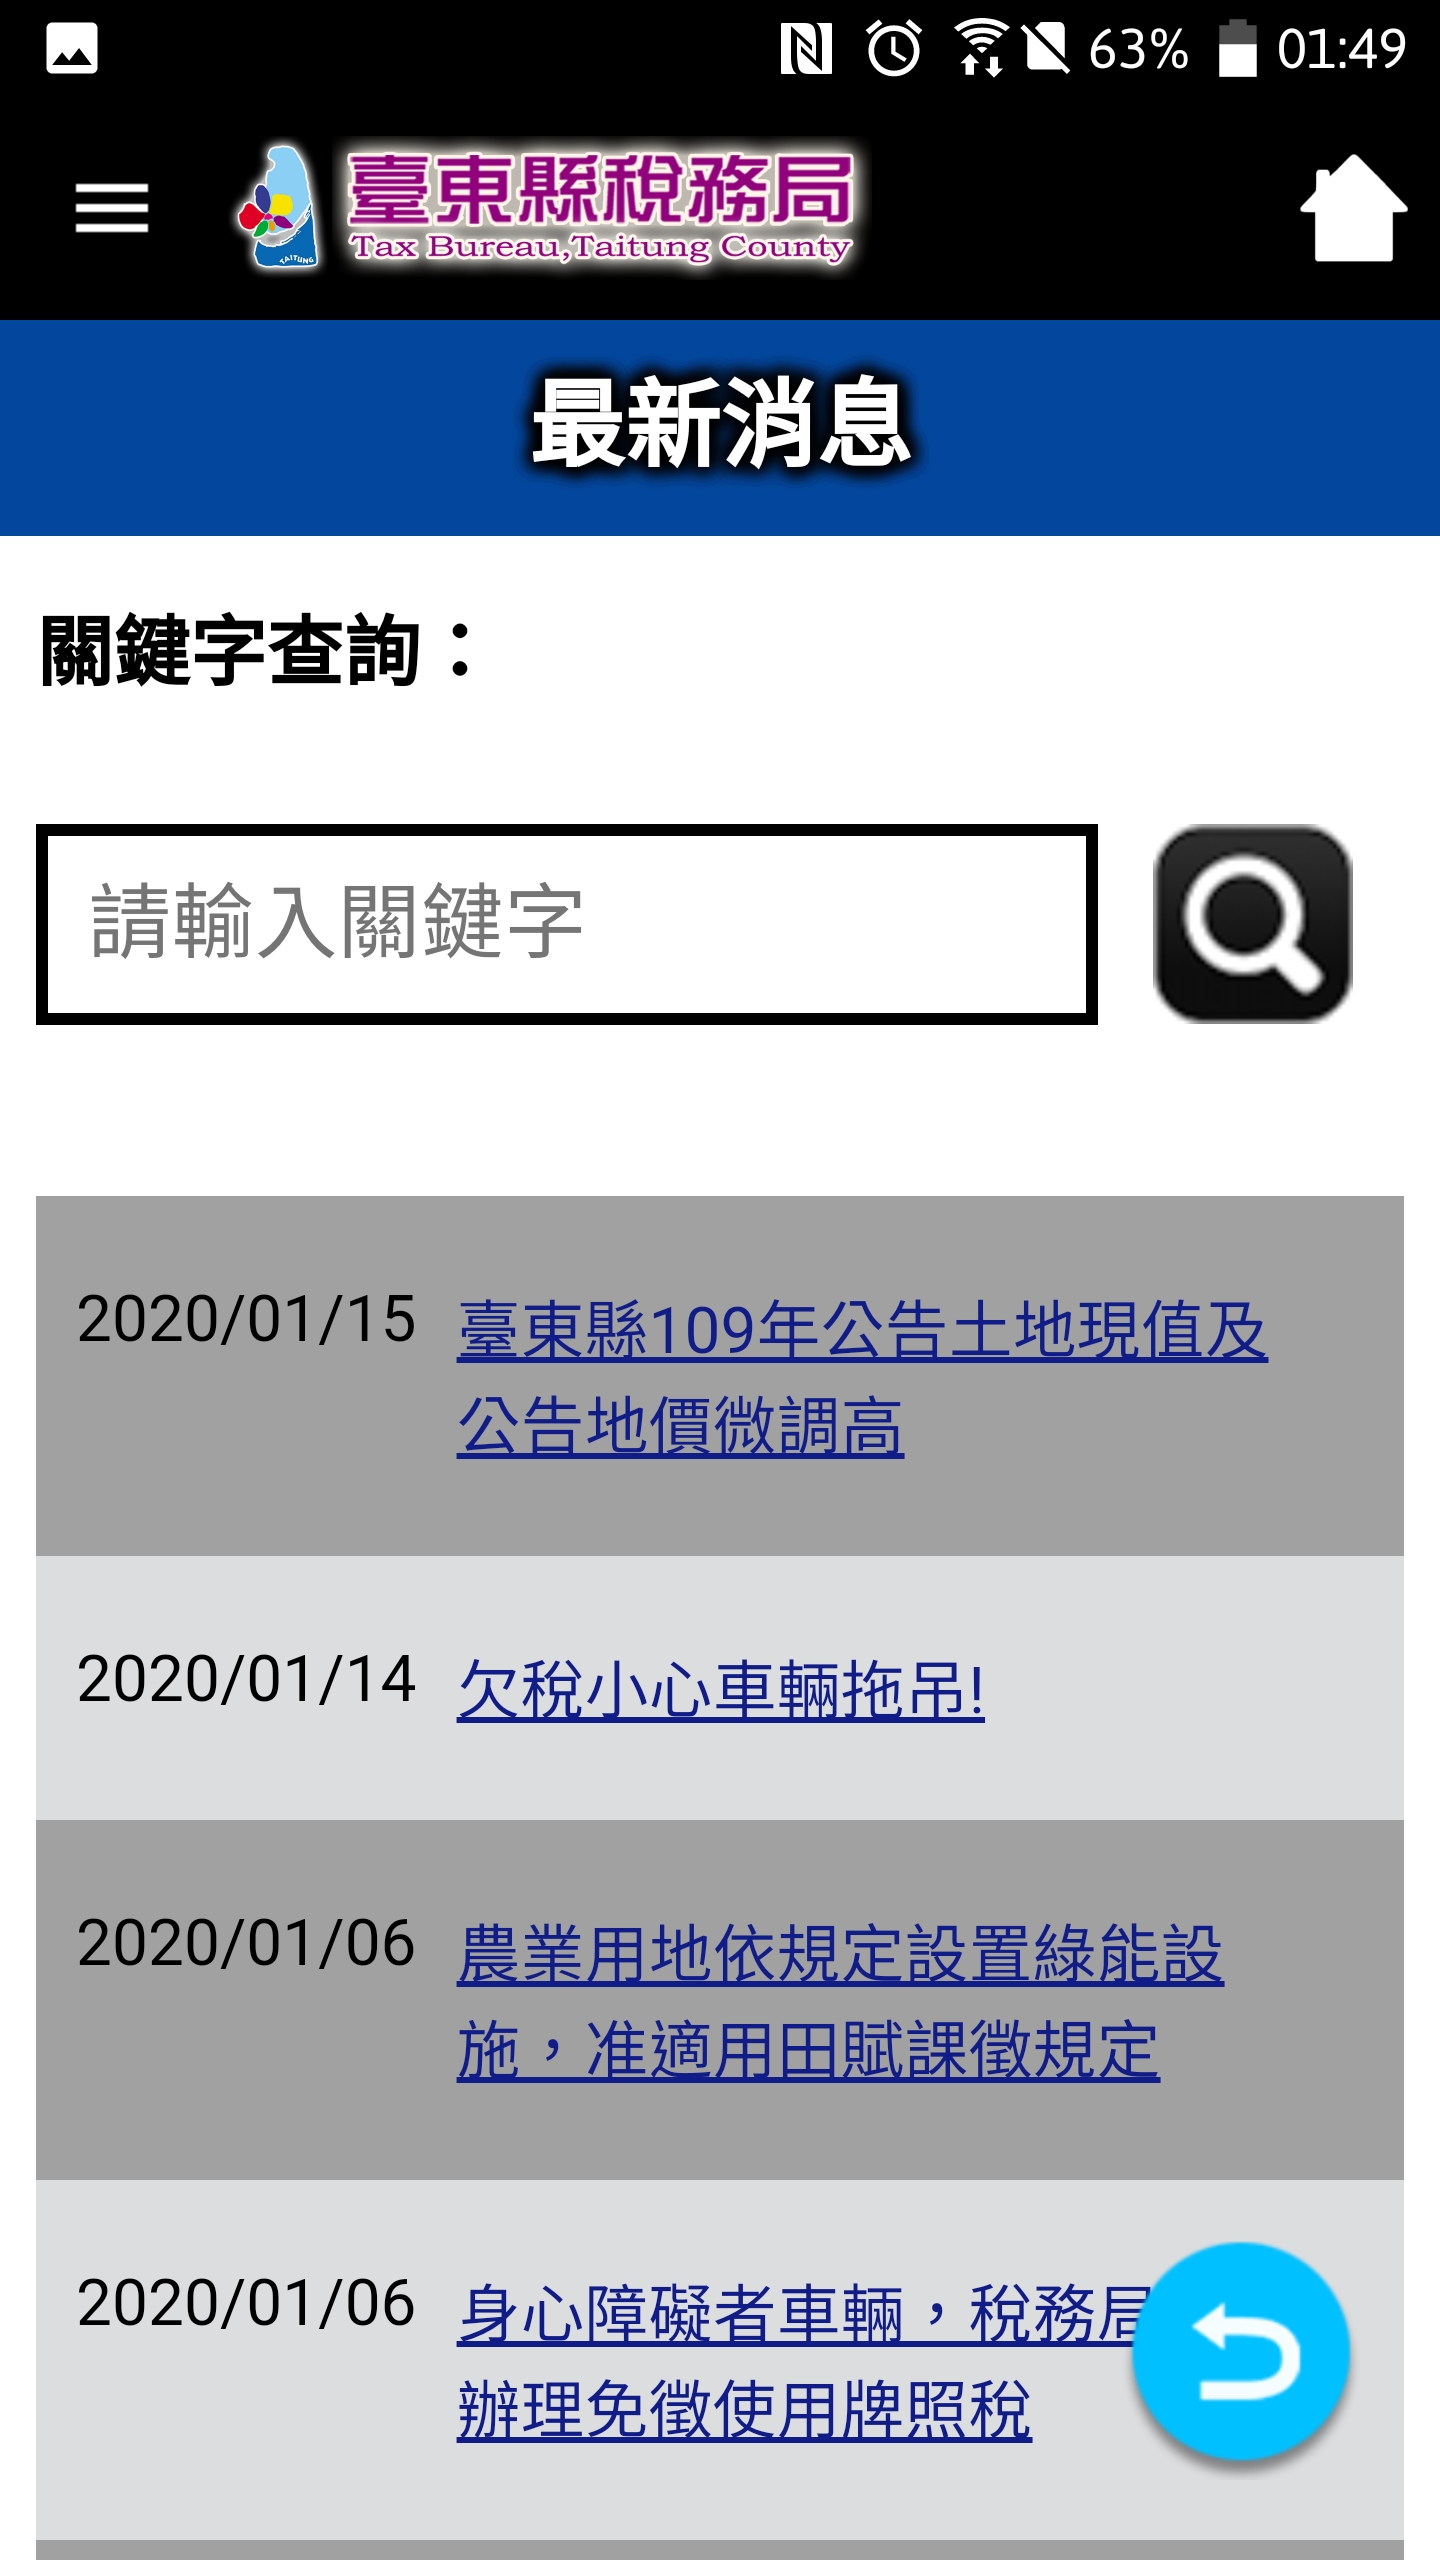 63% 01:49
臺東縣稅務局
Tax Bureau,Taitung County
TAITUNG
最新消息
關鍵字查詢：
請輸入關鍵字
2020/01/15 臺東縣109年公告土地現值及
公告地價微調高
2020/01/14 欠稅小心車輛拖吊!
2020/01/06 農業用地依規定設置綠能設
施，准適用田賦課徵規定
2020/01/06 身心障礙者車輛，稅務局
辦理免徵使用牌照稅